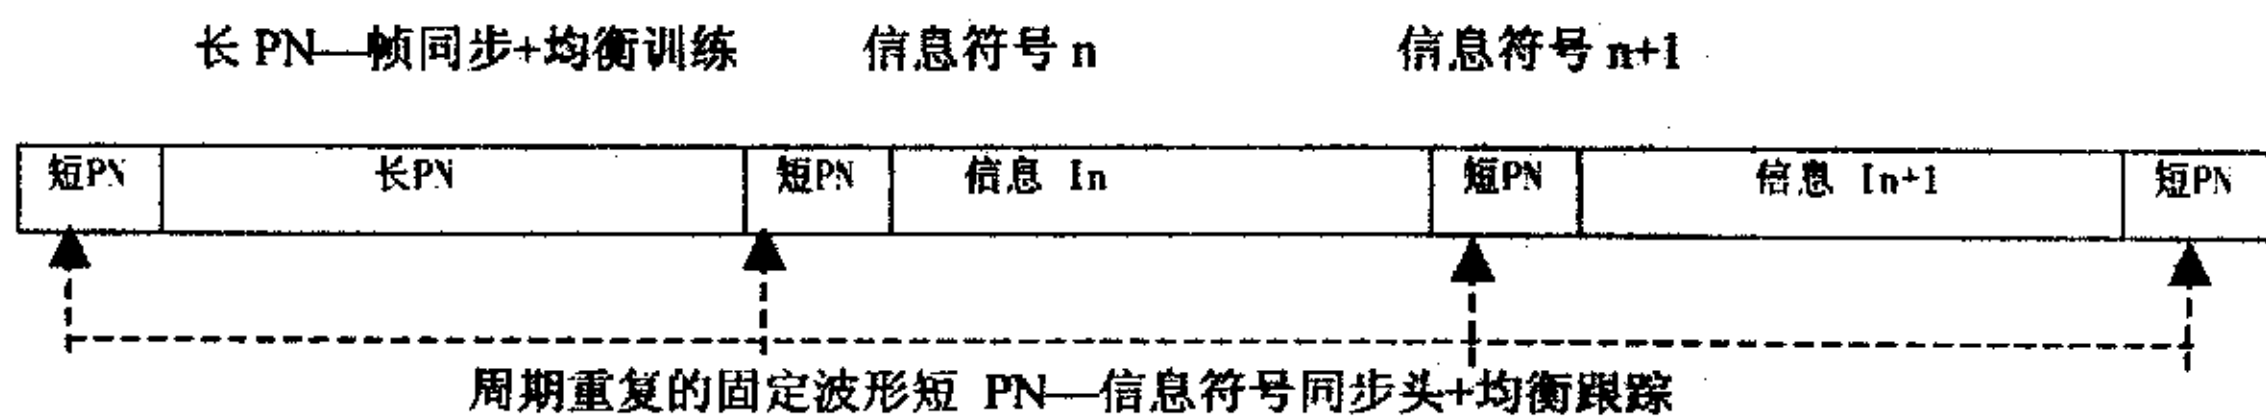 长 PN—帧同步+均衡训练 信息符号 n 信息符号 n+1
短PN 长PN 短PN 信息 In 短PN 信息 In+1 短PN
周期重复的固定波形短 PN—信息符号同步头+均衡跟踪